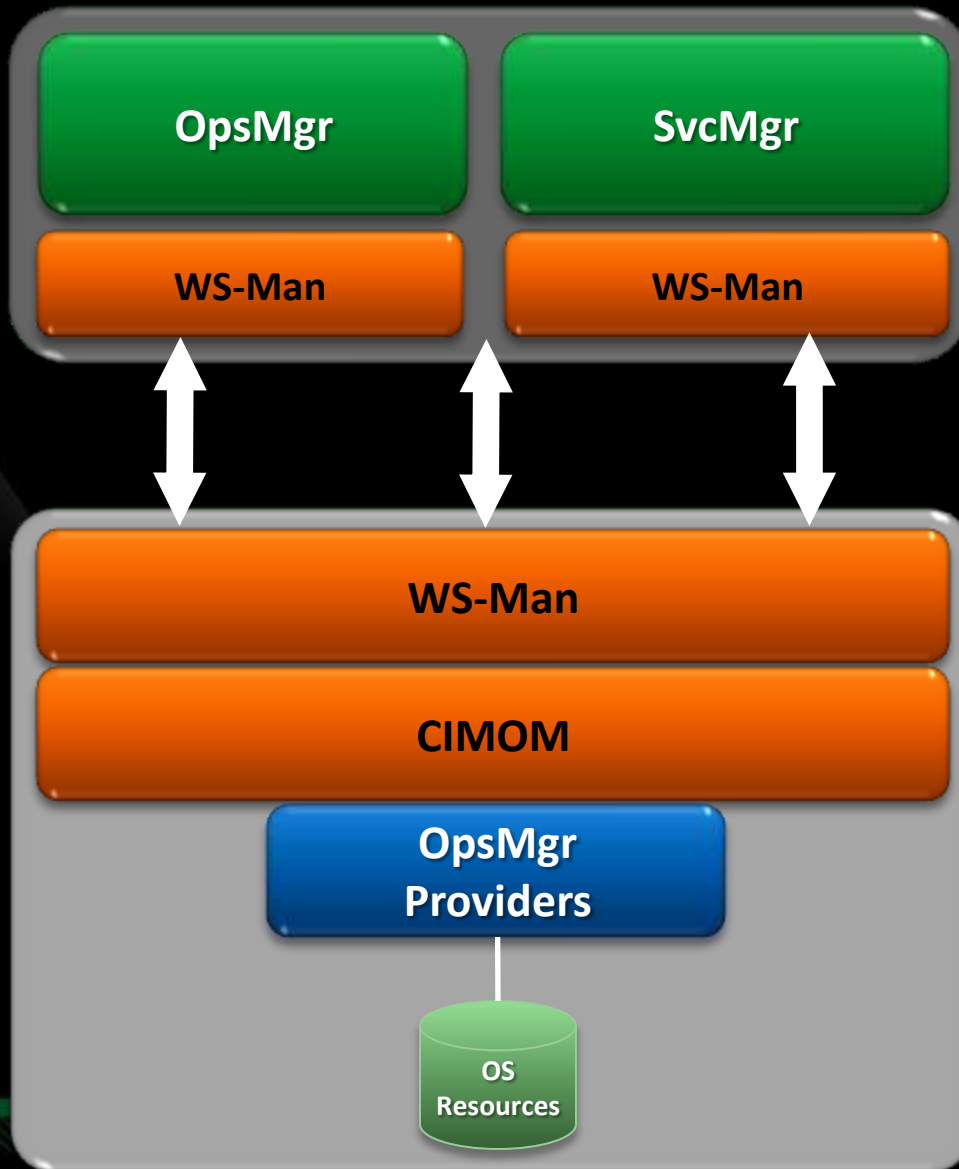 OpsMgr
SvcMgr
WS-Man
WS-Man
WS-Man
CIMOM
OpsMgr
Providers
OS
Resources